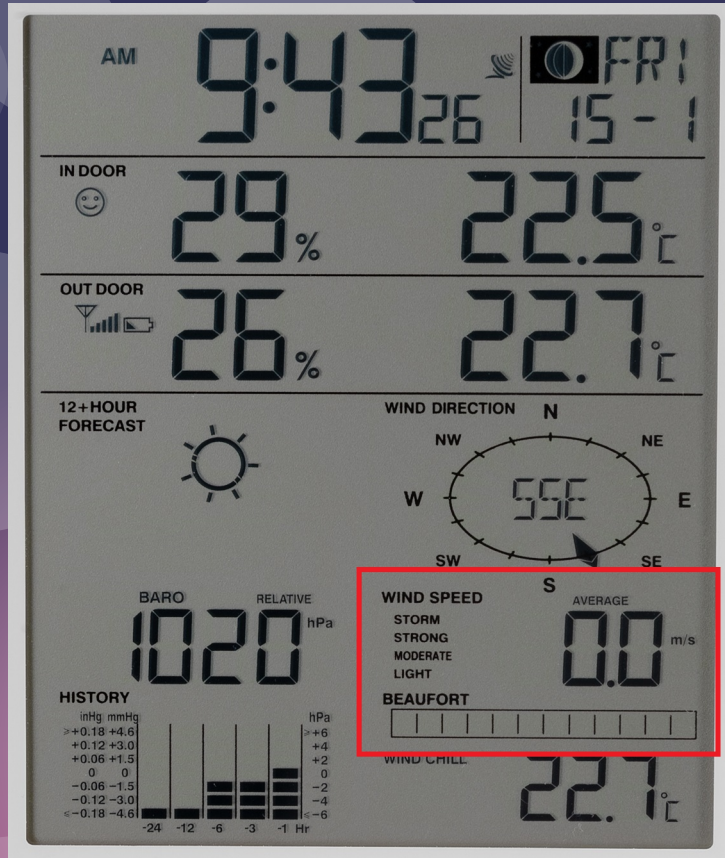 AM 9:43 26 FRI
15-1
IN DOOR
29% 22.5°C
OUT DOOR
26% 22.7°C
12+HOUR
FORECAST
WIND DIRECTION
N
NW NE
W SSE E
SW SE
S
BARO RELATIVE
1020 hPa
WIND SPEED AVERAGE
STORM
STRONG
MODERATE
LIGHT
0.0 m/s
BEAUFORT
HISTORY
inHg mmHg hPa
≥+0.18 +4.6 ≥+6
+0.12 +3.0 +4
+0.06 +1.5 +2
0 0 0
-0.06 -1.5 -2
-0.12 -3.0 -4
≤-0.18 -4.6 ≤-6
-24 -12 -6 -3 -1 Hr
WIND CHILL
22.7°C